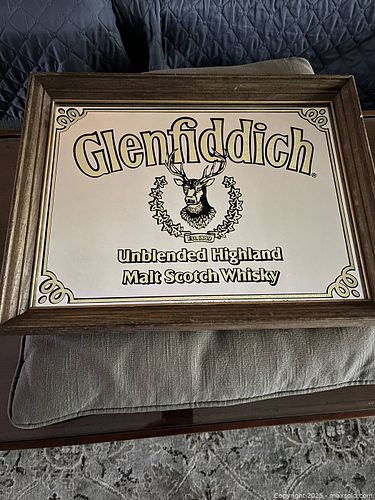 Glenfiddich®
Unblended Highland
Malt Scotch Whisky
Copyright 2025 - maxsold.com